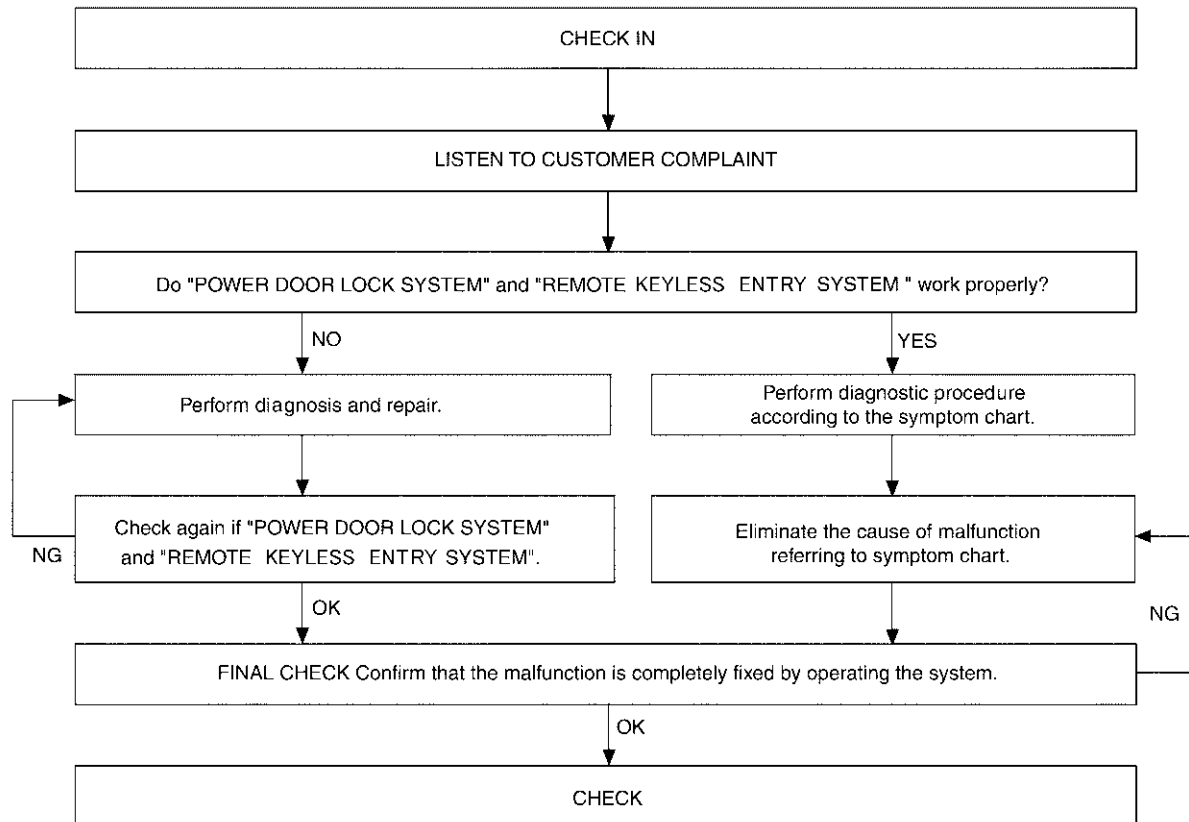 CHECK IN
LISTEN TO CUSTOMER COMPLAINT
Do "POWER DOOR LOCK SYSTEM" and "REMOTE KEYLESS ENTRY SYSTEM " work properly?
NO
YES
Perform diagnosis and repair.
Perform diagnostic procedure
according to the symptom chart.
Check again if "POWER DOOR LOCK SYSTEM"
and "REMOTE KEYLESS ENTRY SYSTEM".
NG
Eliminate the cause of malfunction
referring to symptom chart.
OK
NG
FINAL CHECK Confirm that the malfunction is completely fixed by operating the system.
OK
CHECK